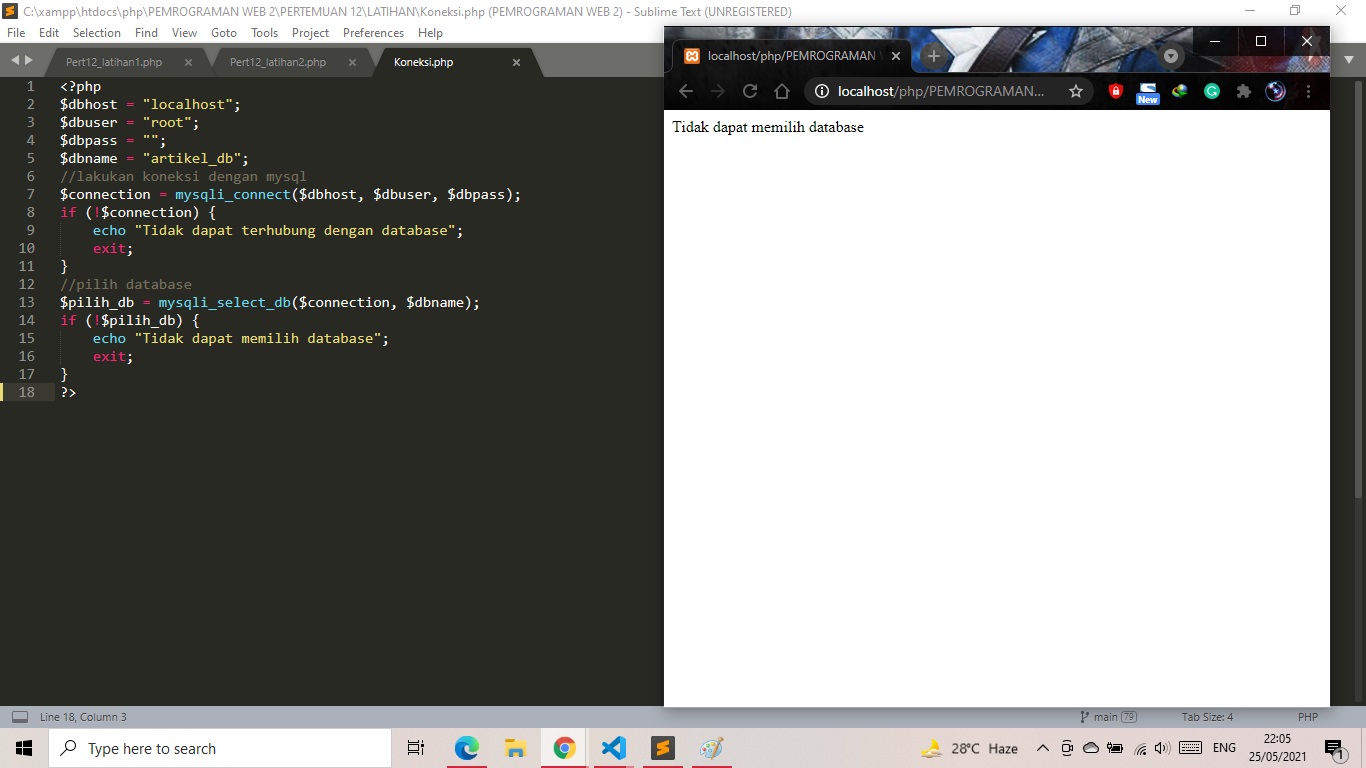 C:\xampp\htdocs\php\PEMROGRAMAN WEB 2\PERTEMUAN 12\LATIHAN\Koneksi.php (PEMROGRAMAN WEB 2) - Sublime Text (UNREGISTERED)
File Edit Selection Find View Goto Tools Project Preferences Help
Pert12_latihan1.php Pert12_latihan2.php Koneksi.php
1 <?php
2 $dbhost = "localhost";
3 $dbuser = "root";
4 $dbpass = "";
5 $dbname = "artikel_db";
6 //lakukan koneksi dengan mysql
7 $connection = mysqli_connect($dbhost, $dbuser, $dbpass);
8 if (!$connection) {
9 echo "Tidak dapat terhubung dengan database";
10 exit;
11 }
12 //pilih database
13 $pilih_db = mysqli_select_db($connection, $dbname);
14 if (!$pilih_db) {
15 echo "Tidak dapat memilih database";
16 exit;
17 }
18 ?>
localhost/php/PEMROGRAMAN
localhost/php/PEMROGRAMAN...
New
Tidak dapat memilih database
Line 18, Column 3 main 79 Tab Size: 4 PHP
Type here to search
28°C Haze
ENG
22:05
25/05/2021
1